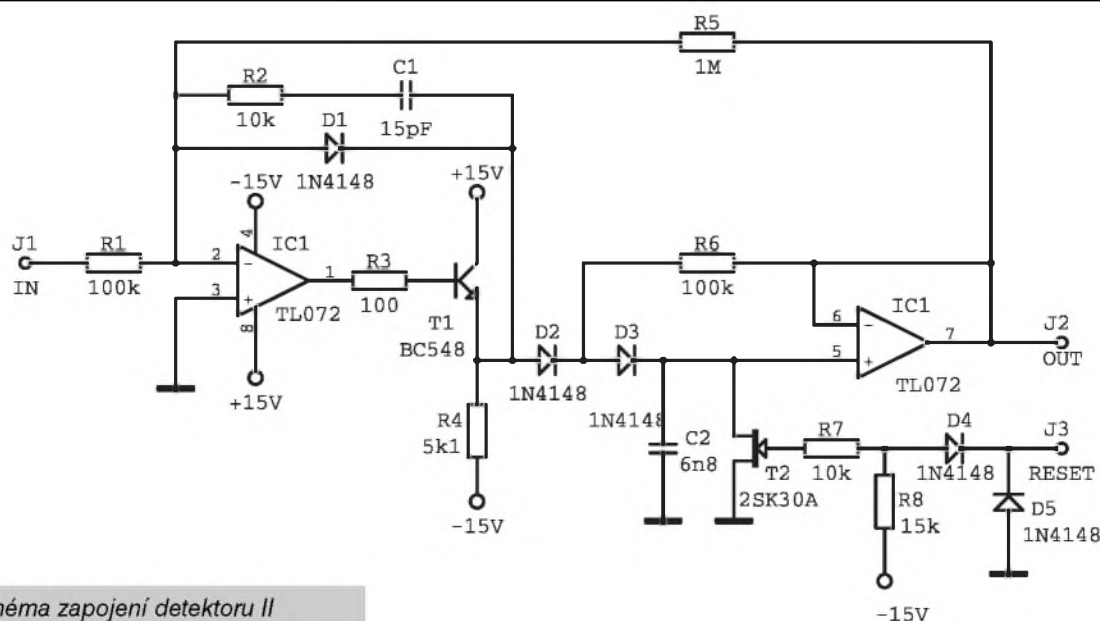 R5
1M
R2
10k
C1
15pF
D1
1N4148
-15V
+15V
J1
IN
R1
100k
4
2
-
3
+
8
IC1
1
TL072
+15V
R3
100
T1
BC548
R6
100k
D2
1N4148
D3
1N4148
6
-
5
+
IC1
7
TL072
J2
OUT
R4
5k1
-15V
C2
6n8
T2
2SK30A
R7
10k
D4
1N4148
J3
RESET
R8
15k
D5
1N4148
-15V
zapojení detektoru II